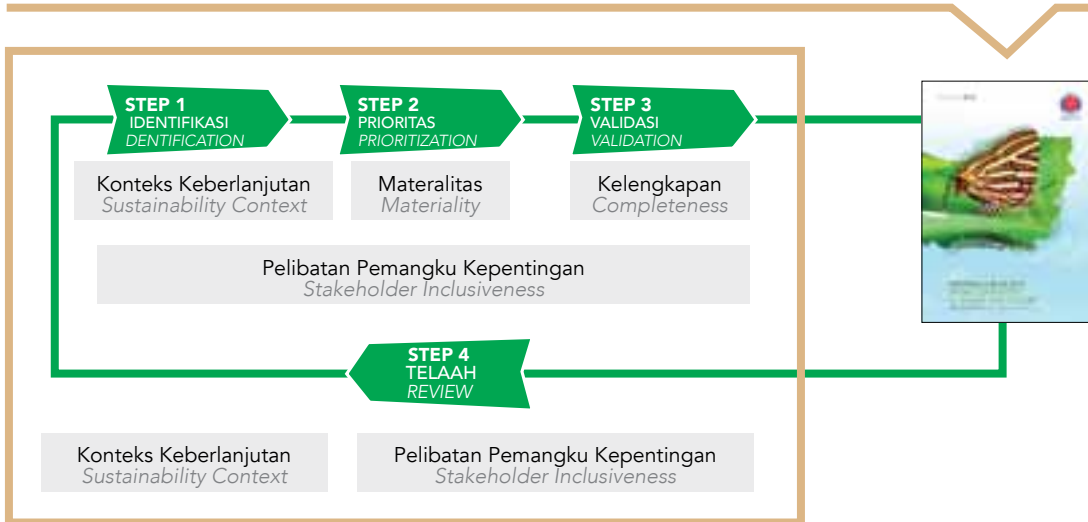 STEP 1
IDENTIFIKASI
DENTIFICATION
STEP 2
PRIORITAS
PRIORITIZATION
STEP 3
VALIDASI
VALIDATION
Konteks Keberlanjutan
Sustainability Context
Materalitas
Materiality
Kelengkapan
Completeness
Pelibatan Pemangku Kepentingan
Stakeholder Inclusiveness
STEP 4
TELAAH
REVIEW
Konteks Keberlanjutan
Sustainability Context
Pelibatan Pemangku Kepentingan
Stakeholder Inclusiveness